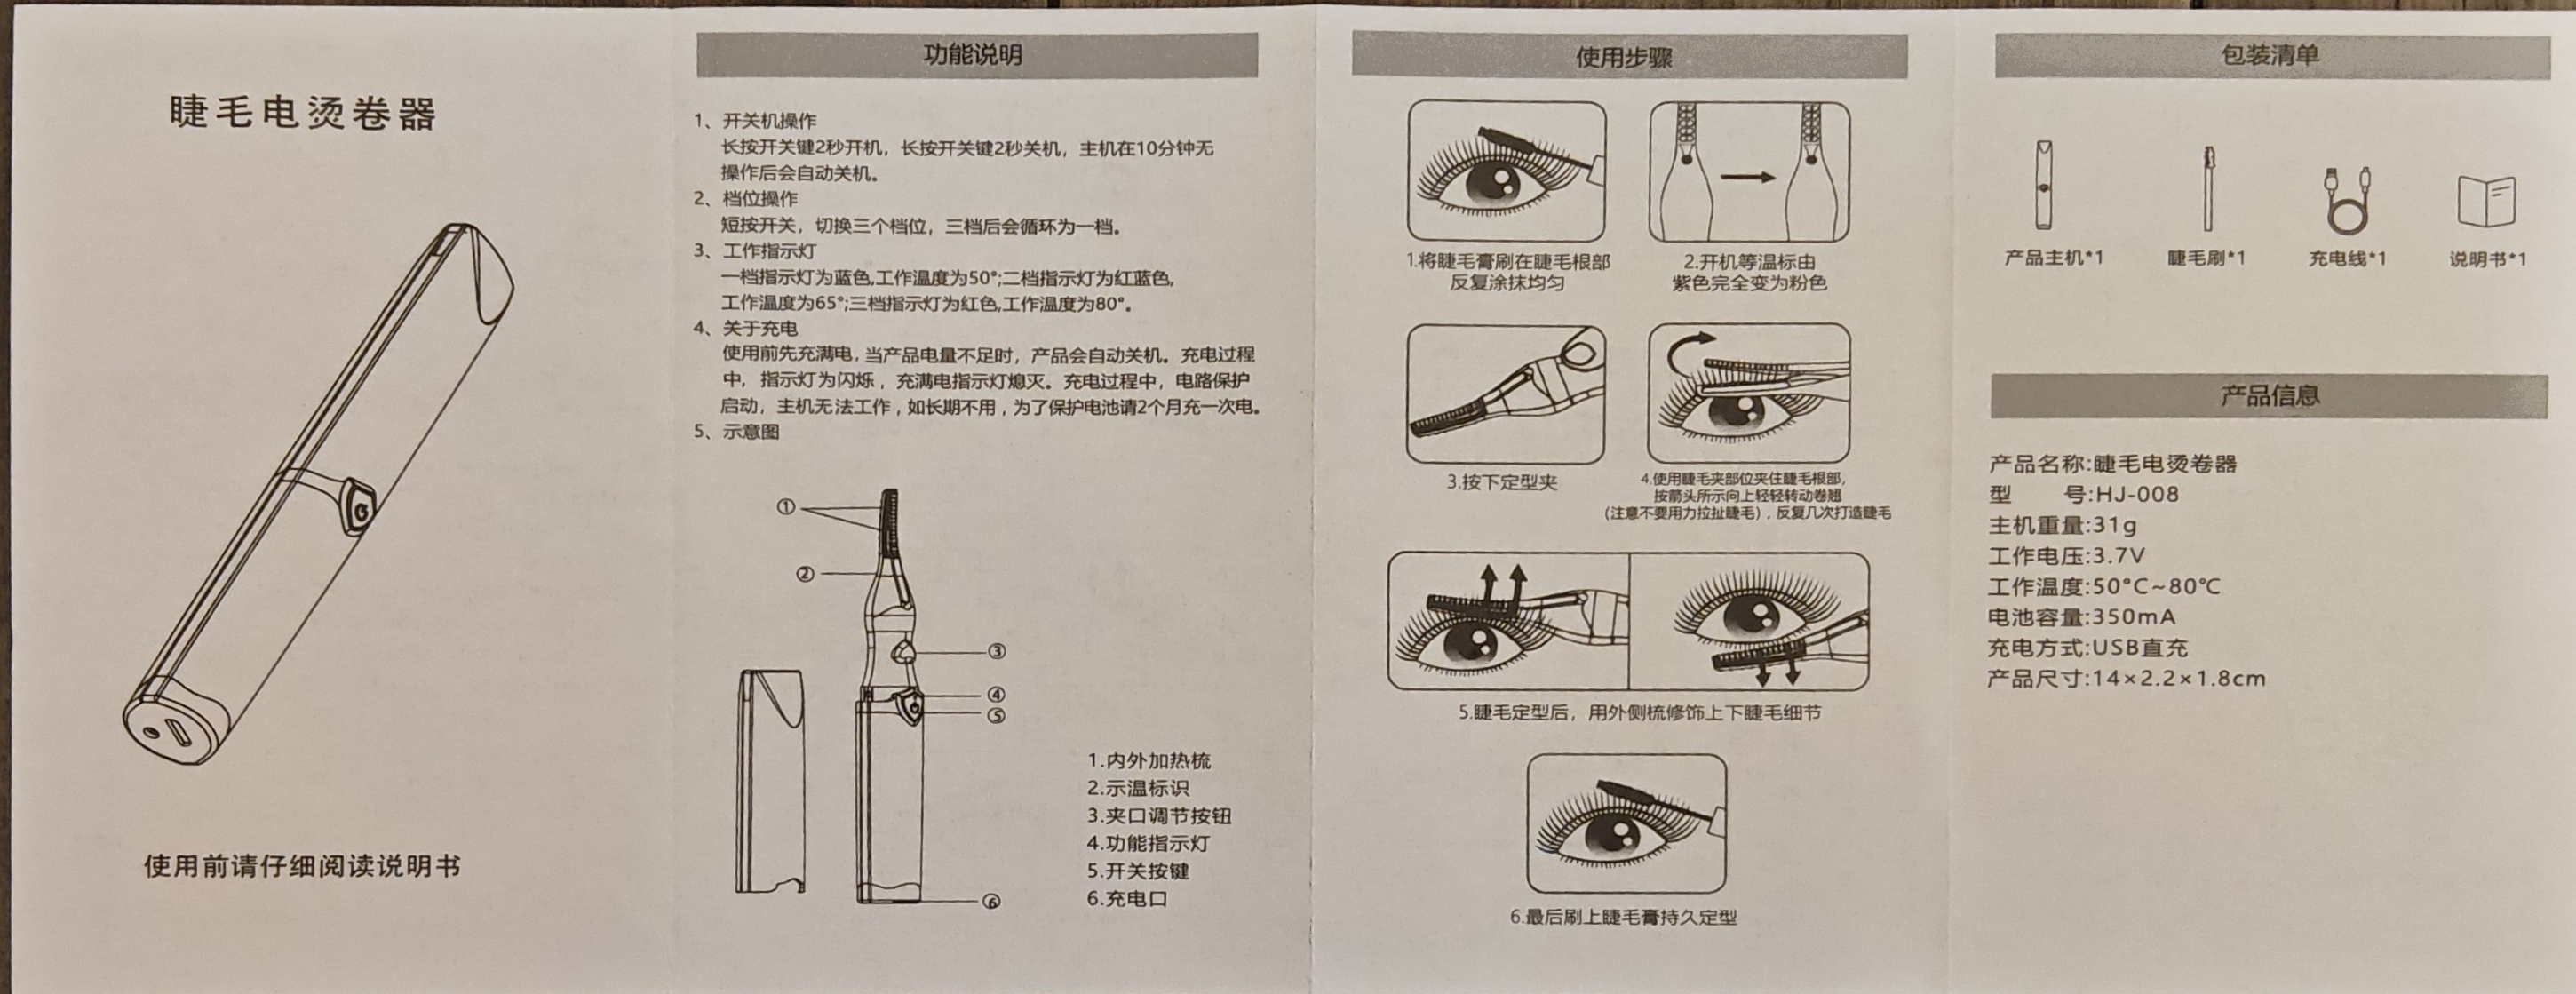 睫毛电烫卷器
使用前请仔细阅读说明书
功能说明
1、开关机操作
长按开关键2秒开机，长按开关键2秒关机，主机在10分钟无
操作后会自动关机。
2、档位操作
短按开关，切换三个档位，三档后会循环为一档。
3、工作指示灯
一档指示灯为蓝色,工作温度为50°;二档指示灯为红蓝色,
工作温度为65°;三档指示灯为红色,工作温度为80°。
4、关于充电
使用前先充满电，当产品电量不足时，产品会自动关机。充电过程
中，指示灯为闪烁，充满电指示灯熄灭。充电过程中，电路保护
启动，主机无法工作，如长期不用，为了保护电池请2个月充一次电。
5、示意图
①
②
③
④
⑤
⑥
1.内外加热梳
2.示温标识
3.夹口调节按钮
4.功能指示灯
5.开关按键
6.充电口
使用步骤
1.将睫毛膏刷在睫毛根部
反复涂抹均匀
2.开机等温标由
紫色完全变为粉色
3.按下定型夹
4.使用睫毛夹部位夹住睫毛根部,
按箭头所示向上轻轻转动卷翘
(注意不要用力拉扯睫毛)，反复几次打造睫毛
5.睫毛定型后，用外侧梳修饰上下睫毛细节
6.最后刷上睫毛膏持久定型
包装清单
产品主机*1
睫毛刷*1
充电线*1
说明书*1
产品信息
产品名称:睫毛电烫卷器
型 号:HJ-008
主机重量:31g
工作电压:3.7V
工作温度:50°C~80℃
电池容量:350mA
充电方式:USB直充
产品尺寸:14×2.2×1.8cm